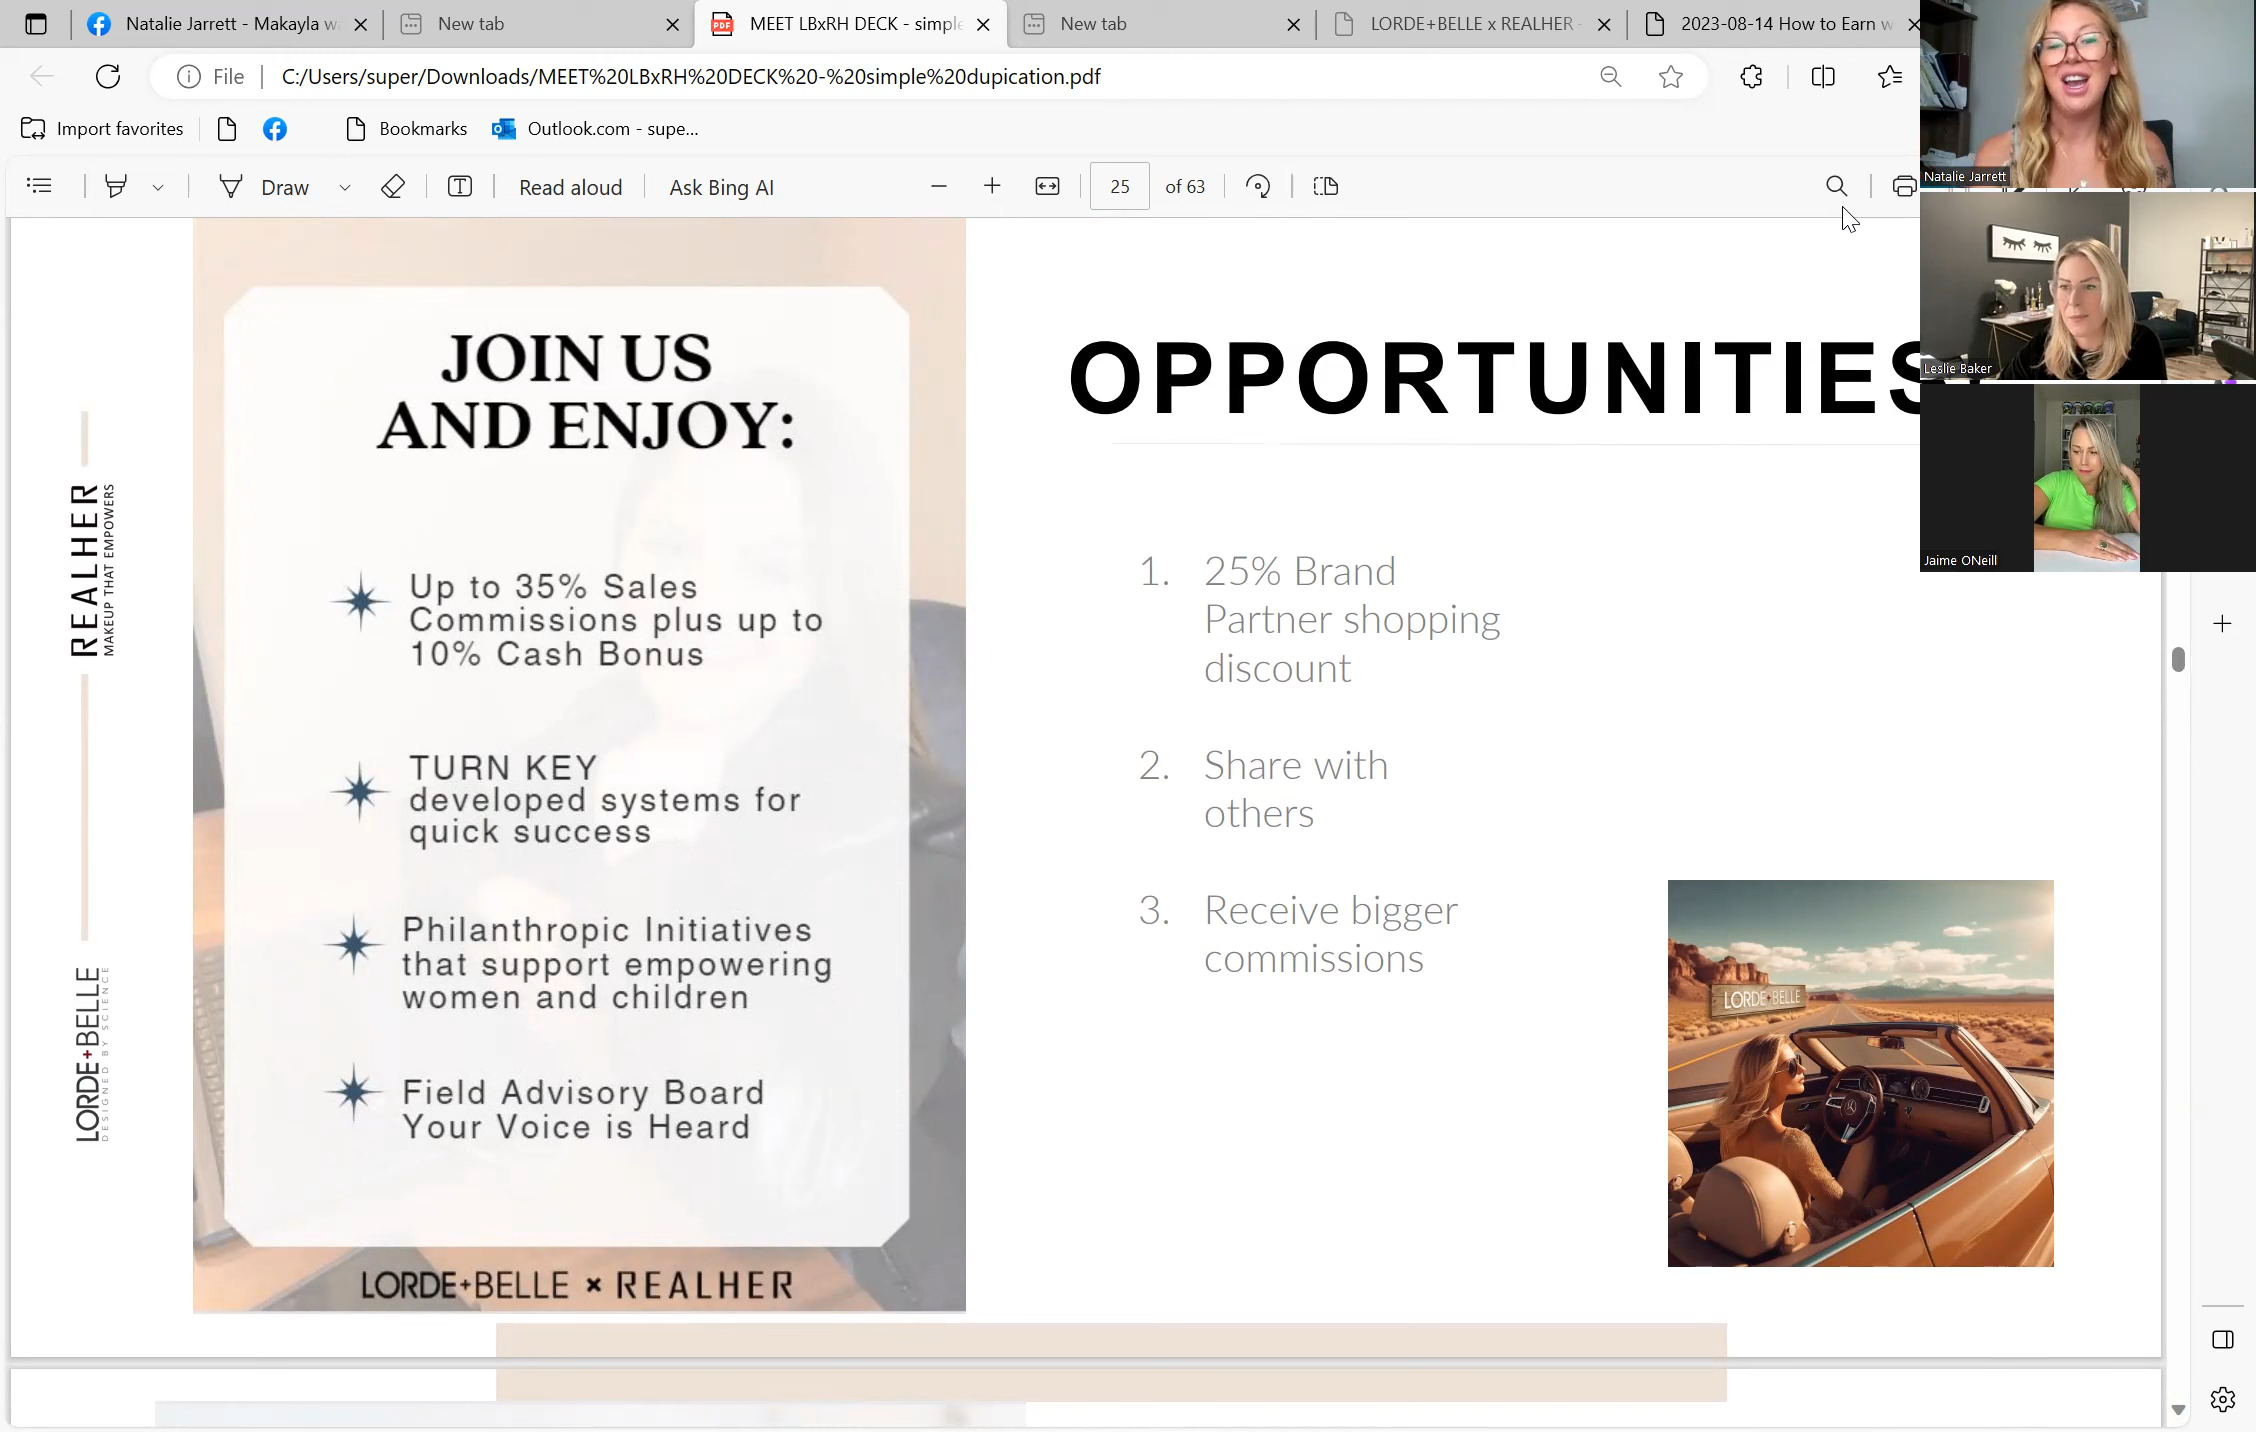 Natalie Jarrett - Makayla w
New tab
MEET LBxRH DECK - simple
New tab
LORDE+BELLE x REALHER -
2023-08-14 How to Earn w
File
C:/Users/super/Downloads/MEET%20LBxRH%20DECK%20-%20simple%20dupication.pdf
Import favorites
Bookmarks
Outlook.com - supe...
Draw
Read aloud
Ask Bing AI
25
of 63
Natalie Jarrett
Leslie Baker
Jaime ONeill
REALHER
MAKEUP THAT EMPOWERS
LORDE+BELLE
DESIGNED BY SCIENCE
JOIN US
AND ENJOY:
Up to 35% Sales
Commissions plus up to
10% Cash Bonus
TURN KEY
developed systems for
quick success
Philanthropic Initiatives
that support empowering
women and children
Field Advisory Board
Your Voice is Heard
LORDE+BELLE × REALHER
OPPORTUNITIES
1. 25% Brand
Partner shopping
discount
2. Share with
others
3. Receive bigger
commissions
LORDE+BELLE